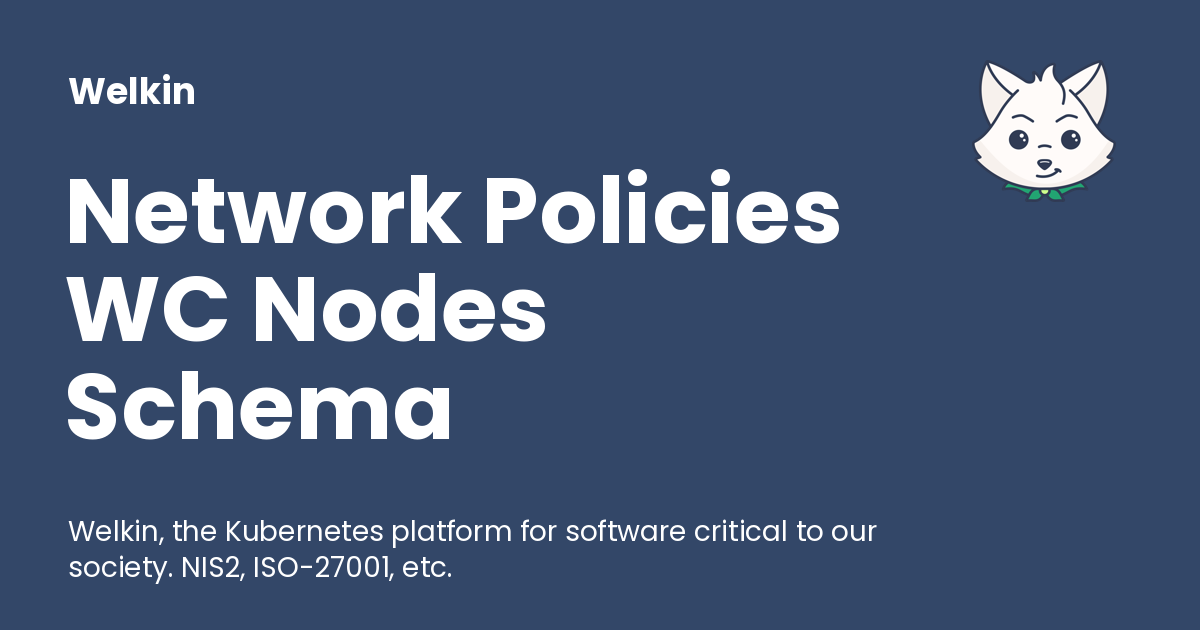 Welkin
Network Policies
WC Nodes
Schema
Welkin, the Kubernetes platform for software critical to our
society. NIS2, ISO-27001, etc.